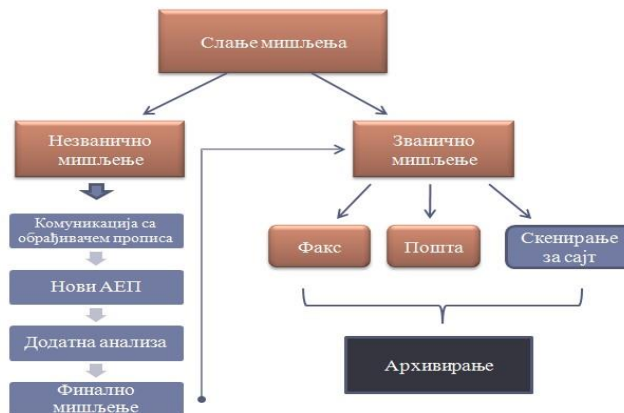 Слање мишљења
Незванично
мишљење
Званично
мишљење
Комуникација са
обрађивачем прописа
Нови АЕП
Додатна анализа
Финално
мишљење
Факс
Пошта
Скенирање
за сајт
Архивирање